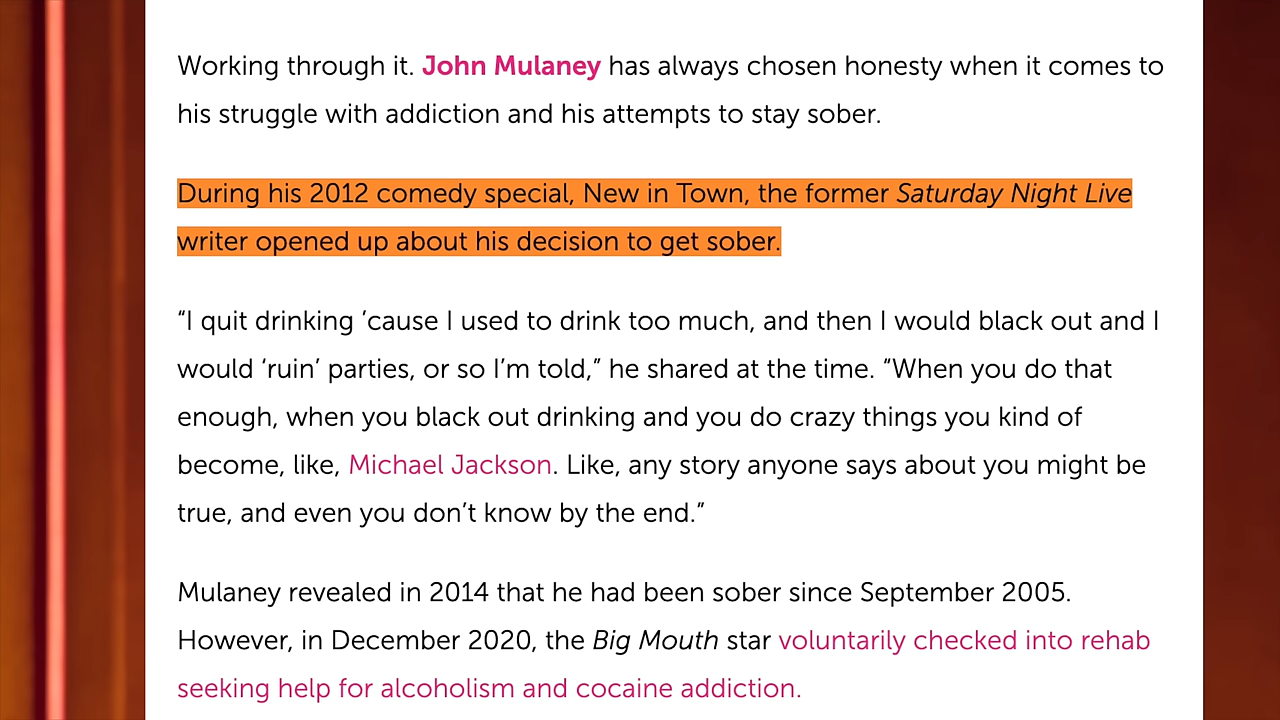 Working through it. John Mulaney has always chosen honesty when it comes to
his struggle with addiction and his attempts to stay sober.
During his 2012 comedy special, New in Town, the former Saturday Night Live
writer opened up about his decision to get sober.
“I quit drinking ’cause I used to drink too much, and then I would black out and I
would ‘ruin’ parties, or so I’m told,” he shared at the time. “When you do that
enough, when you black out drinking and you do crazy things you kind of
become, like, Michael Jackson. Like, any story anyone says about you might be
true, and even you don’t know by the end.”
Mulaney revealed in 2014 that he had been sober since September 2005.
However, in December 2020, the Big Mouth star voluntarily checked into rehab
seeking help for alcoholism and cocaine addiction.